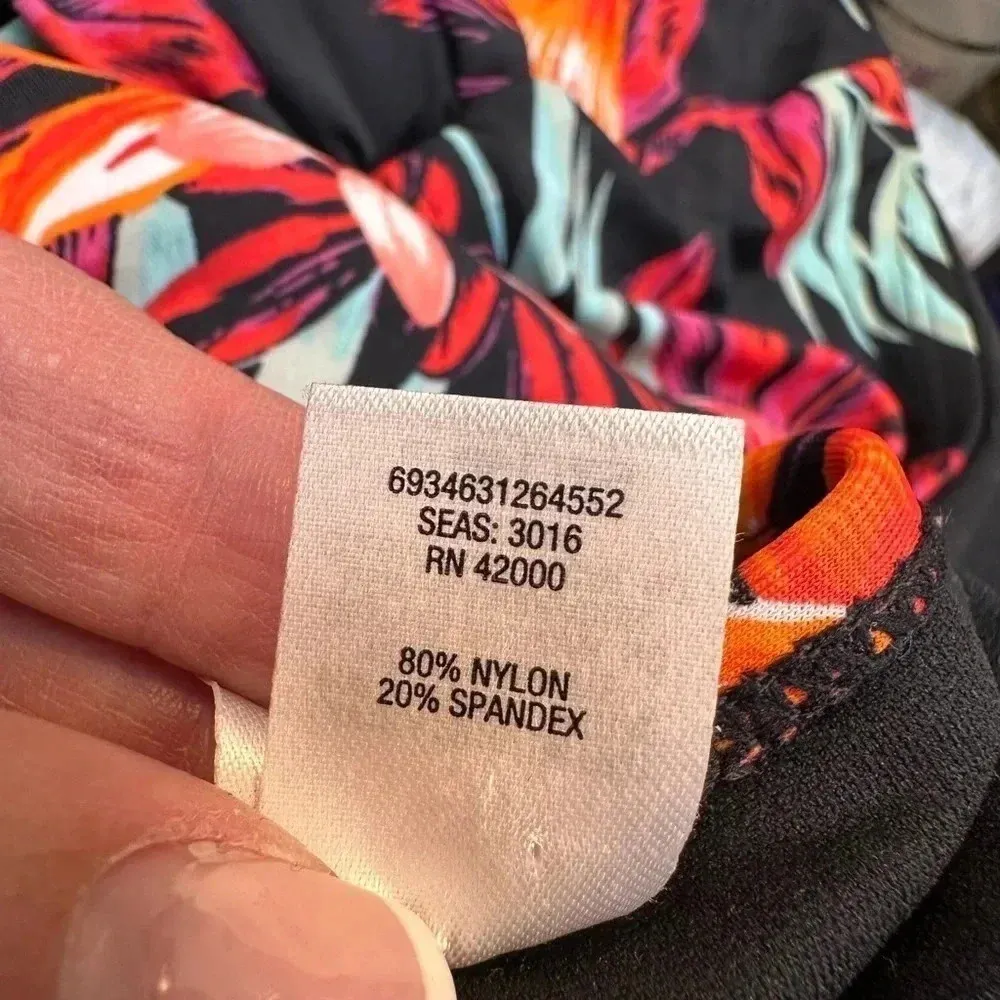 6934631264552
SEAS: 3016
RN 42000
80% NYLON
20% SPANDEX